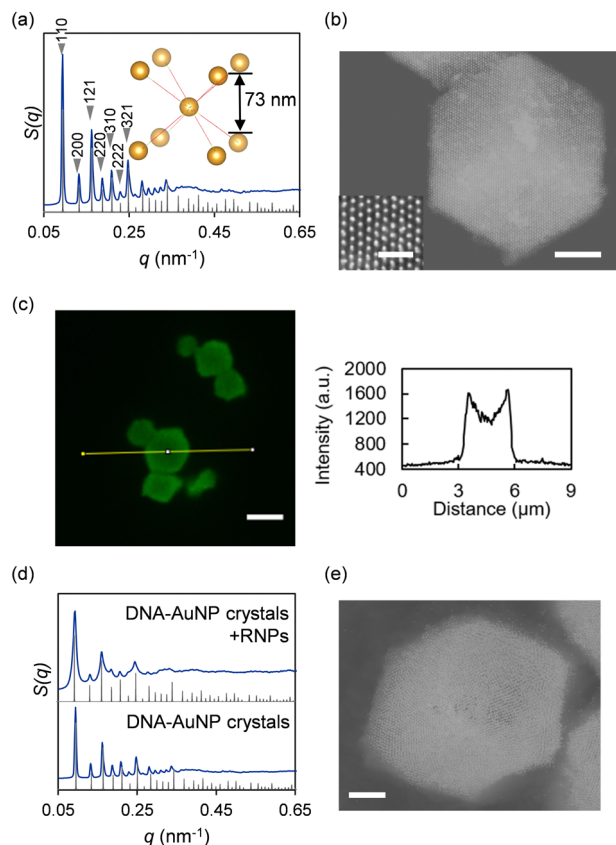 (a)
S(q)
110
200
121
220
310
222
321
73 nm
0.05 0.25 0.45 0.65
q (nm⁻¹)
(b)
(c)
Intensity (a.u.)
2000
1600
1200
800
400
0 3 6 9
Distance (μm)
(d)
S(q)
DNA-AuNP crystals
+RNPs
DNA-AuNP crystals
0.05 0.25 0.45 0.65
q (nm⁻¹)
(e)